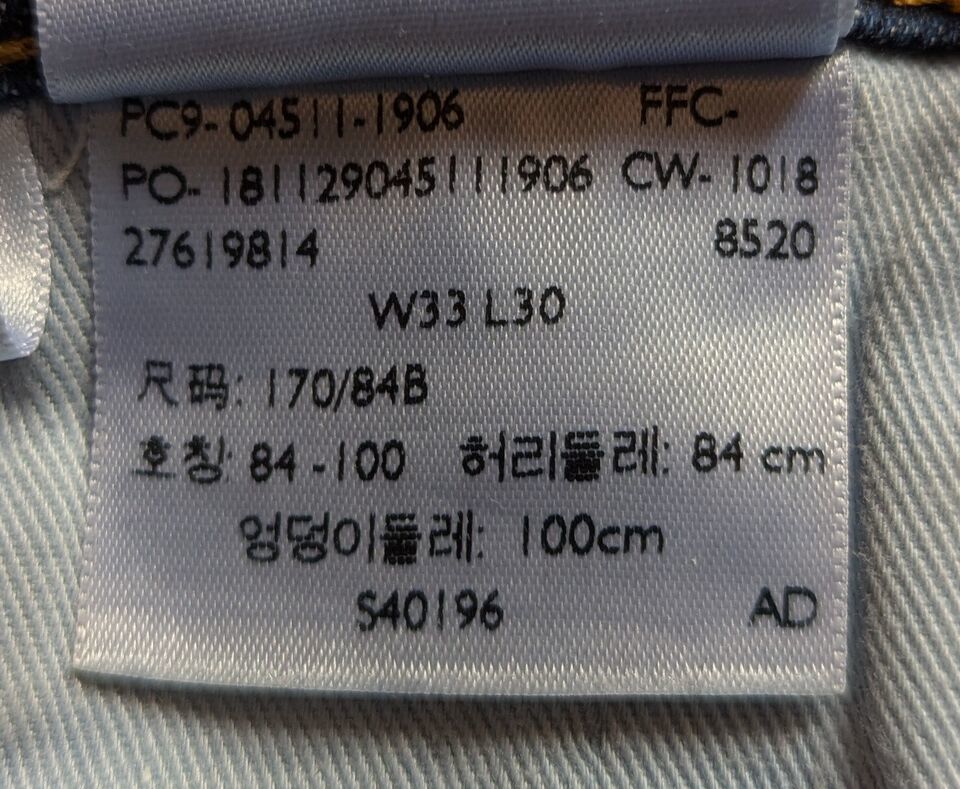 PC9- 04511-1906 FFC-
PO- 181129045111906 CW- 1018
27619814 8520
W33 L30
尺码: 170/84B
호칭: 84 -100 허리둘레: 84 cm
엉덩이둘레: 100cm
S40196 AD